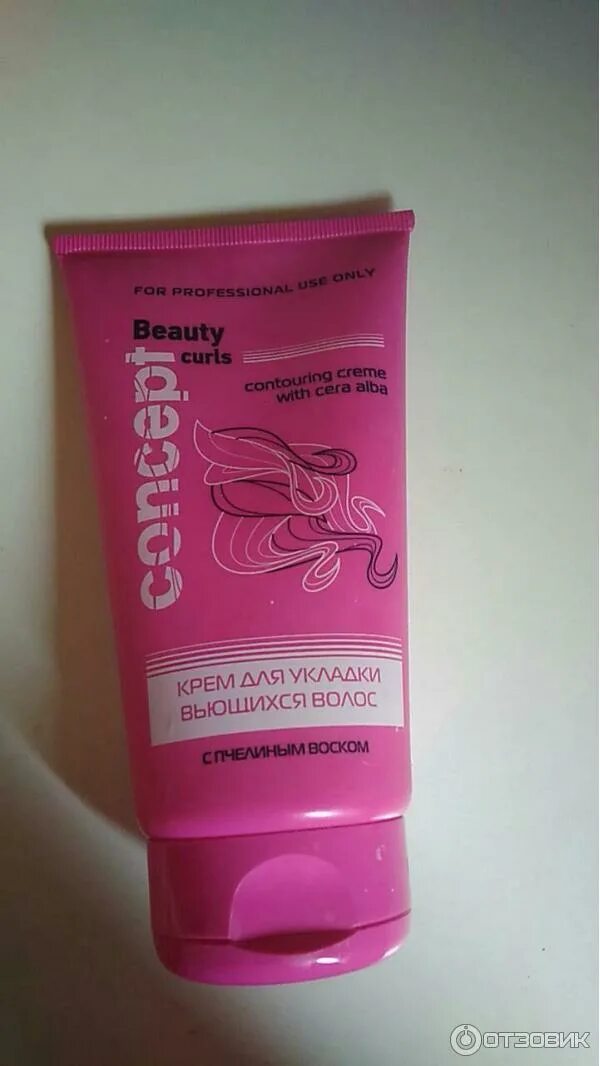 FOR PROFESSIONAL USE ONLY
Beauty
curls
concept
contouring creme
with cera alba
КРЕМ ДЛЯ УКЛАДКИ
ВЬЮЩИХСЯ ВОЛОС
С ПЧЕЛИНЫМ ВОСКОМ
ОТЗОВИК